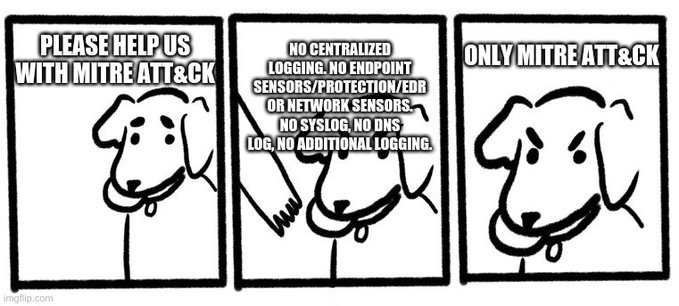 PLEASE HELP US
WITH MITRE ATT&CK
NO CENTRALIZED
LOGGING. NO ENDPOINT
SENSORS/PROTECTION/EDR
OR NETWORK SENSORS.
NO SYSLOG, NO DNS
LOG, NO ADDITIONAL LOGGING.
ONLY MITRE ATT&CK
imgflip.com